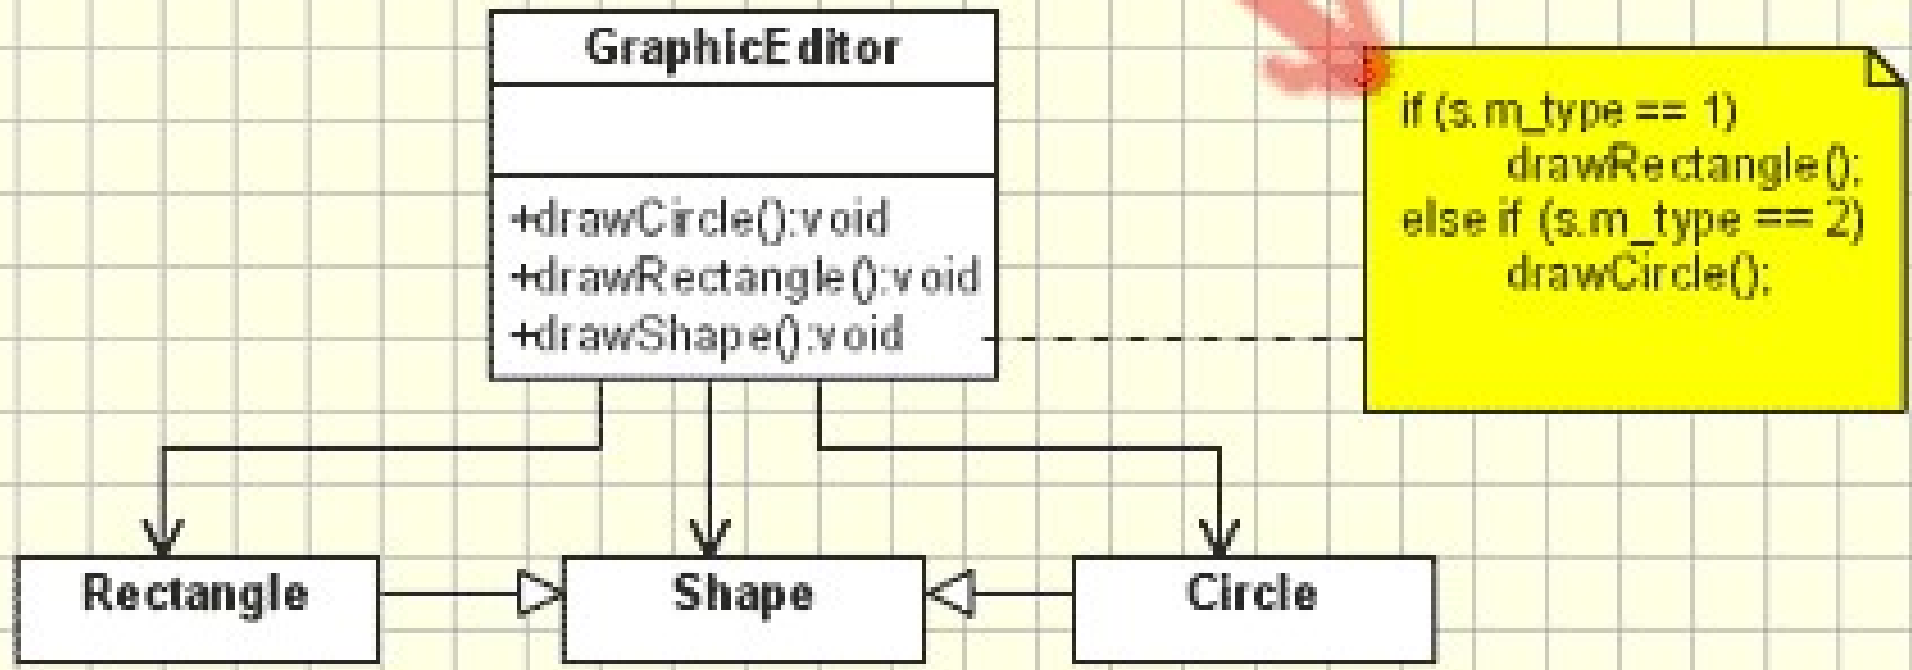 GraphicEditor
+drawCircle():void
+drawRectangle():void
+drawShape():void
if (s.m_type == 1)
drawRectangle();
else if (s.m_type == 2)
drawCircle();
Rectangle
Shape
Circle